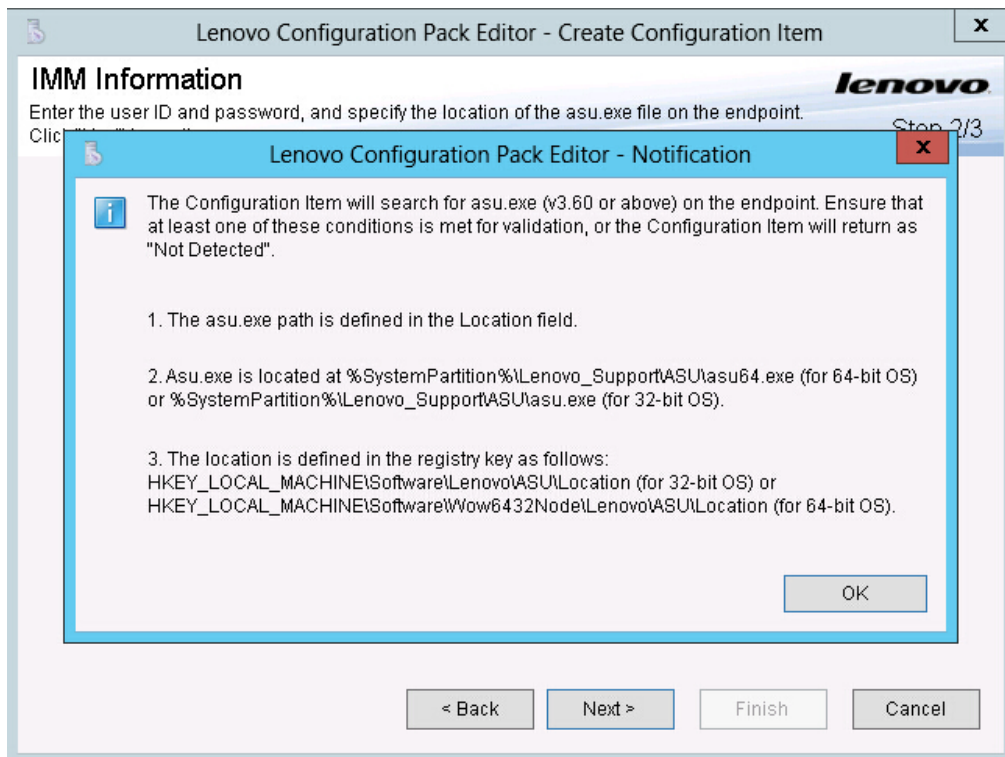 Lenovo Configuration Pack Editor - Create Configuration Item
x
IMM Information
lenovo
Enter the user ID and password, and specify the location of the asu.exe file on the endpoint.
Step 2/3
Lenovo Configuration Pack Editor - Notification
x
The Configuration Item will search for asu.exe (v3.60 or above) on the endpoint. Ensure that
at least one of these conditions is met for validation, or the Configuration Item will return as
"Not Detected".
1. The asu.exe path is defined in the Location field.
2. Asu.exe is located at %SystemPartition%\Lenovo_Support\ASU\asu64.exe (for 64-bit OS)
or %SystemPartition%\Lenovo_Support\ASU\asu.exe (for 32-bit OS).
3. The location is defined in the registry key as follows:
HKEY_LOCAL_MACHINE\Software\Lenovo\ASU\Location (for 32-bit OS) or
HKEY_LOCAL_MACHINE\Software\Wow6432Node\Lenovo\ASU\Location (for 64-bit OS).
OK
< Back
Next >
Finish
Cancel